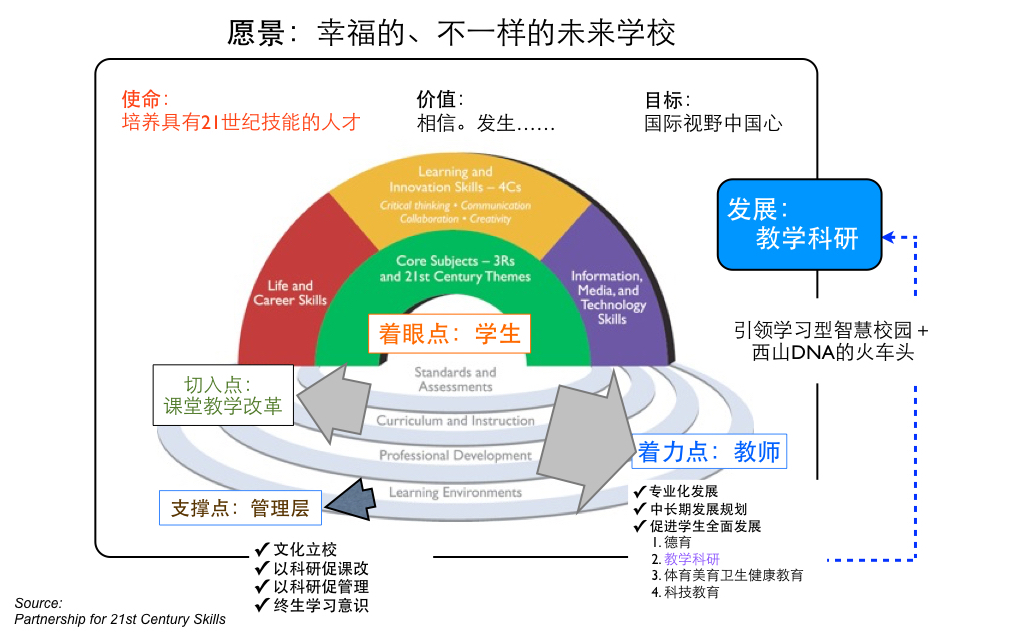 愿景：幸福的、不一样的未来学校
使命：
培养具有21世纪技能的人才
价值：
相信。发生……
目标：
国际视野中国心
Learning and
Innovation Skills – 4Cs
Critical thinking • Communication
Collaboration • Creativity
Core Subjects – 3Rs
and 21st Century Themes
Life and
Career Skills
Information,
Media, and
Technology
Skills
发展：
教学科研
引领学习型智慧校园＋
西山DNA的火车头
着眼点：学生
Standards and
Assessments
切入点：
课堂教学改革
Curriculum and Instruction
Professional Development
Learning Environments
着力点：教师
✓ 专业化发展
✓ 中长期发展规划
✓ 促进学生全面发展
1. 德育
2. 教学科研
3. 体育美育卫生健康教育
4. 科技教育
支撑点：管理层
✓ 文化立校
✓ 以科研促课改
✓ 以科研促管理
✓ 终生学习意识
Source:
Partnership for 21st Century Skills